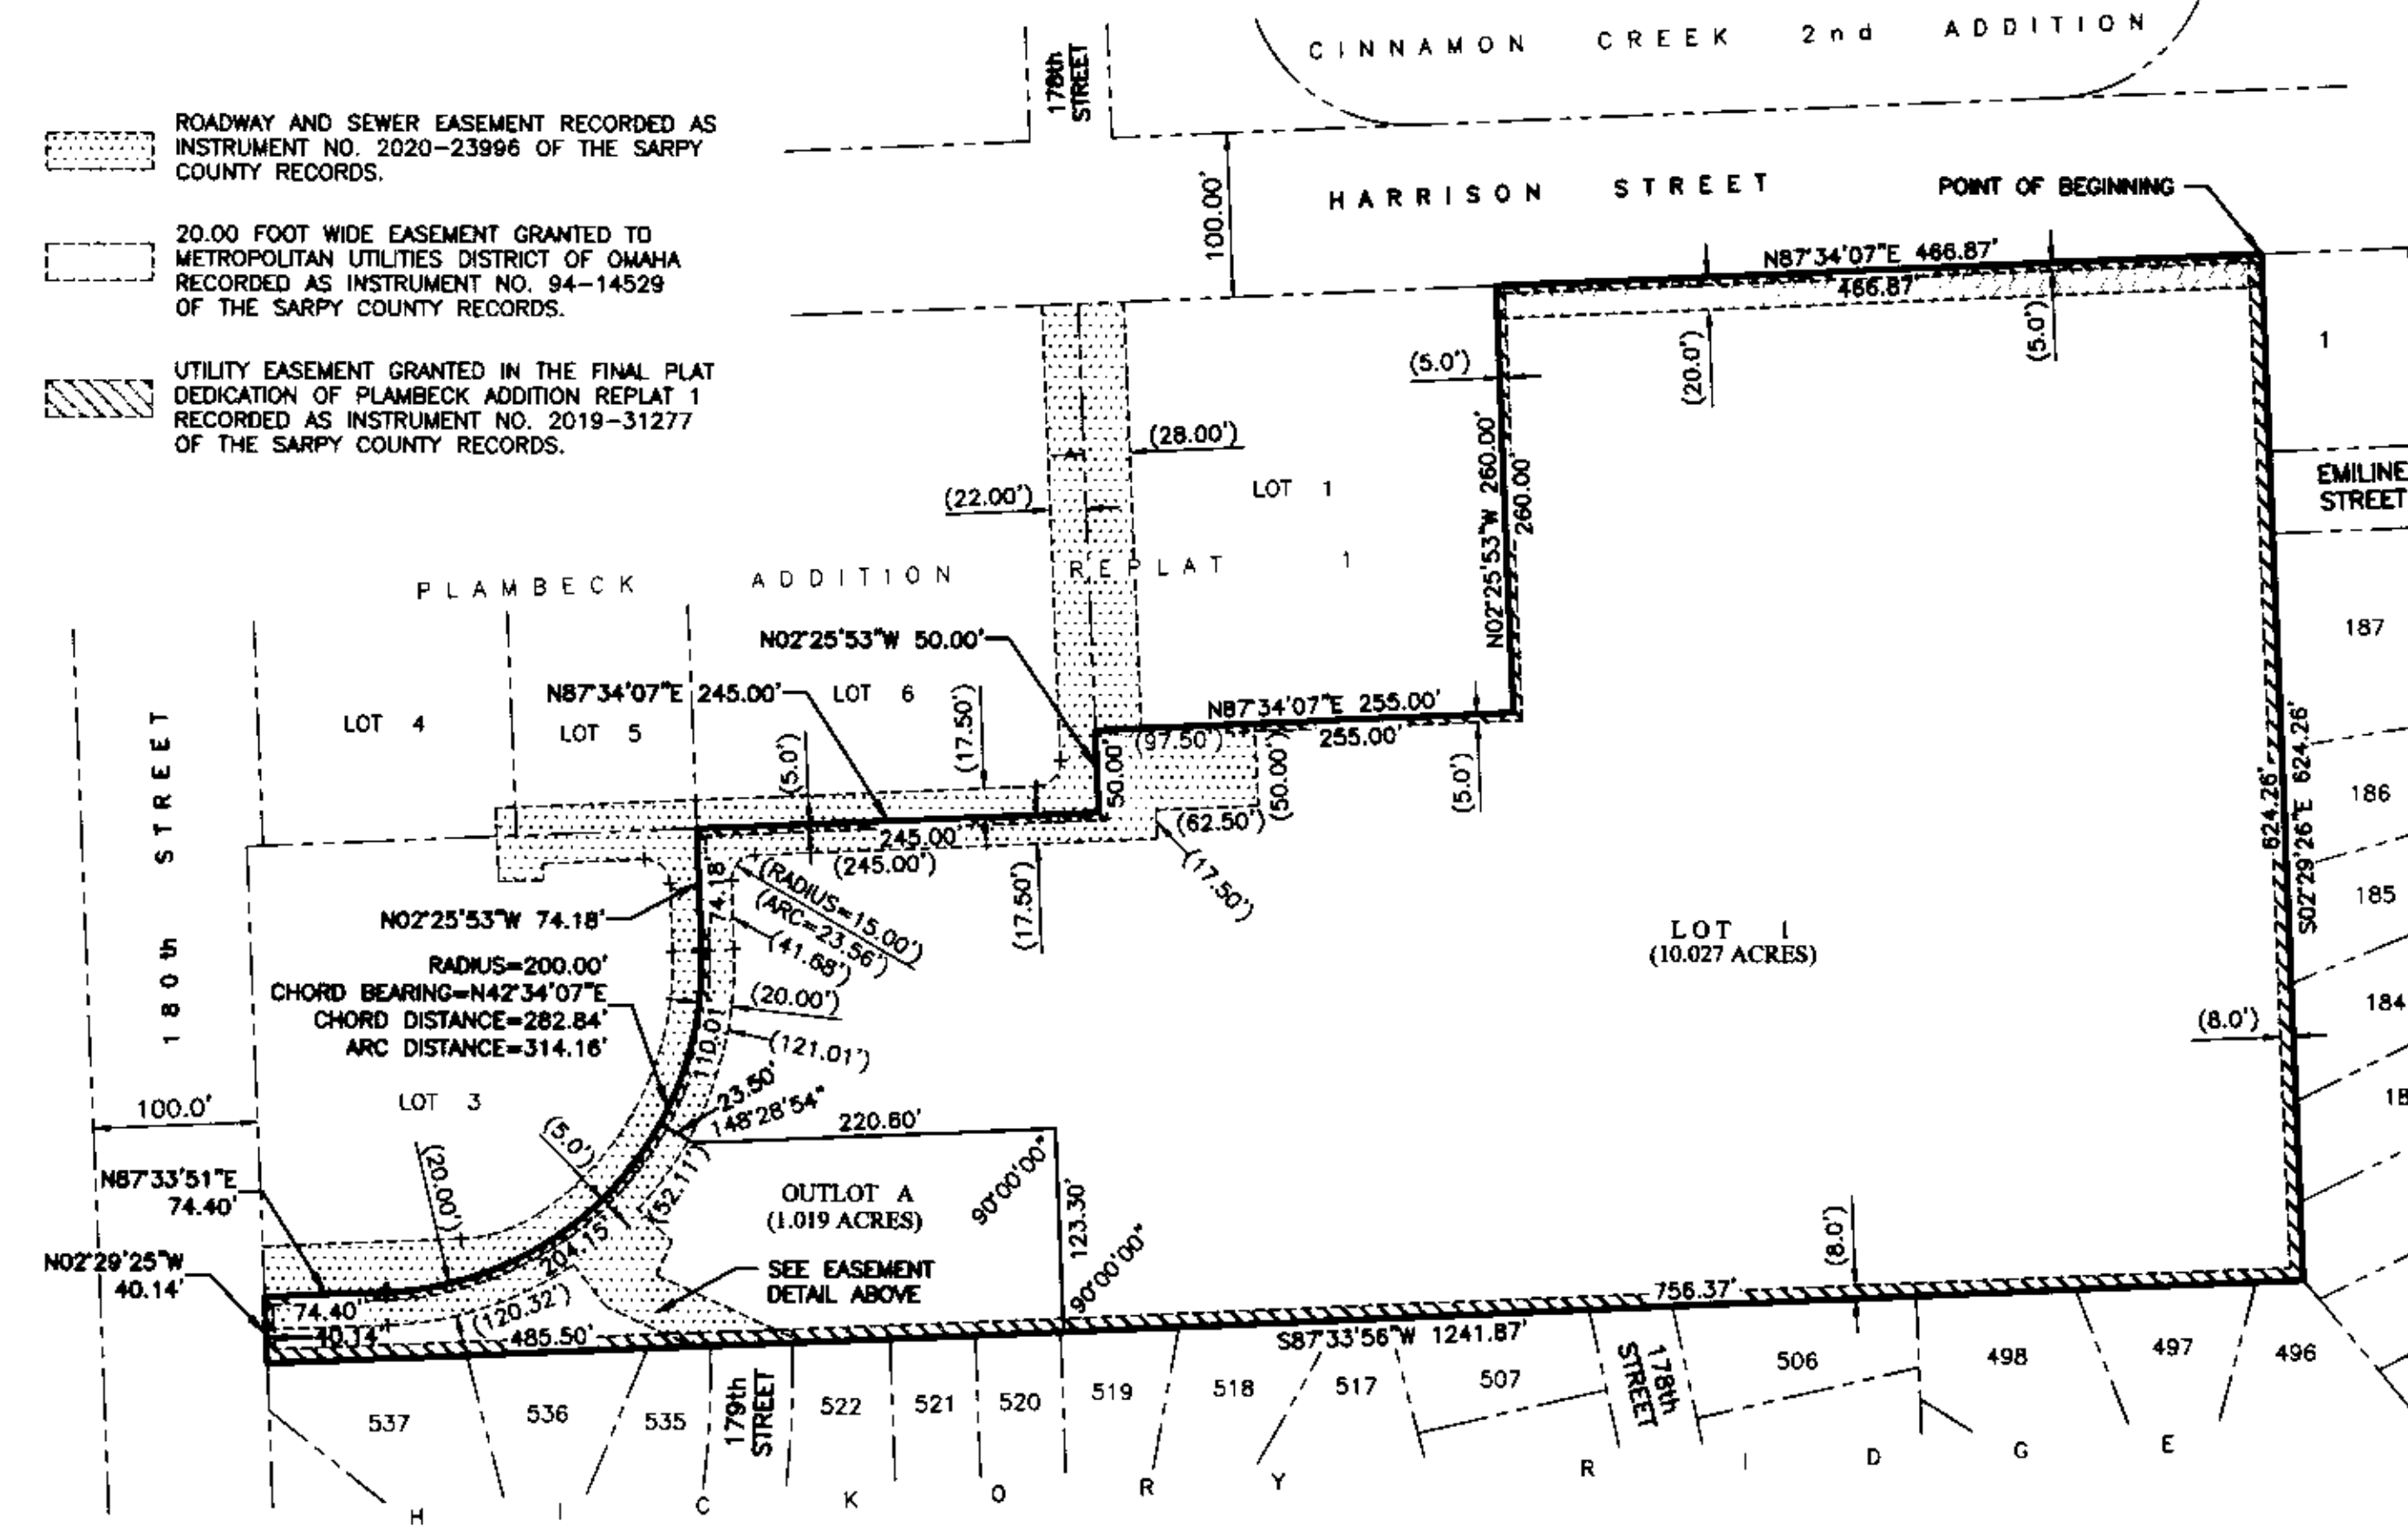 CINNAMON CREEK 2nd ADDITION
178th
STREET
ROADWAY AND SEWER EASEMENT RECORDED AS
INSTRUMENT NO. 2020-23996 OF THE SARPY
COUNTY RECORDS.
20.00 FOOT WIDE EASEMENT GRANTED TO
METROPOLITAN UTILITIES DISTRICT OF OMAHA
RECORDED AS INSTRUMENT NO. 94-14529
OF THE SARPY COUNTY RECORDS.
UTILITY EASEMENT GRANTED IN THE FINAL PLAT
DEDICATION OF PLAMBECK ADDITION REPLAT 1
RECORDED AS INSTRUMENT NO. 2019-31277
OF THE SARPY COUNTY RECORDS.
100.00'
HARRISON STREET
POINT OF BEGINNING
N87°34'07"E 466.87'
466.87'
(5.0')
(20.0')
(5.0')
1
(28.00')
(22.00')
LOT 1
N02°25'53"W 260.00'
260.00'
EMILINE
STREET
PLAMBECK ADDITION REPLAT 1
187
N02°25'53"W 50.00'
N87°34'07"E 245.00'
LOT 6
LOT 4
LOT 5
(17.50')
(5.0')
N87°34'07"E 255.00'
(97.50')
255.00'
50.00'
(50.00')
(5.0')
(62.50')
(17.50')
245.00'
(245.00')
(17.50')
624.26'
S02°29'26"E 624.26'
186
185
184
18
180th STREET
74.18
(RADIUS=15.00')
(ARC=23.56')
(41.68')
N02°25'53"W 74.18'
RADIUS=200.00'
CHORD BEARING=N42°34'07"E
CHORD DISTANCE=282.84'
ARC DISTANCE=314.16'
(20.00')
110.01
(121.01')
LOT 1
(10.027 ACRES)
(8.0')
LOT 3
100.0'
23.50'
148°28'54"
220.60'
(5.0')
(20.00')
(52.11')
N87°33'51"E
74.40'
OUTLOT A
(1.019 ACRES)
90°00'00"
123.30'
90°00'00"
204.15'
N02°29'25"W
40.14'
SEE EASEMENT
DETAIL ABOVE
74.40'
(120.32')
40.14'
485.50'
(8.0')
756.37'
S87°33'56"W 1241.87'
537
536
535
179th
STREET
522
521
520
519
518
517
507
178th
STREET
506
498
497
496
HICKORY RIDGE